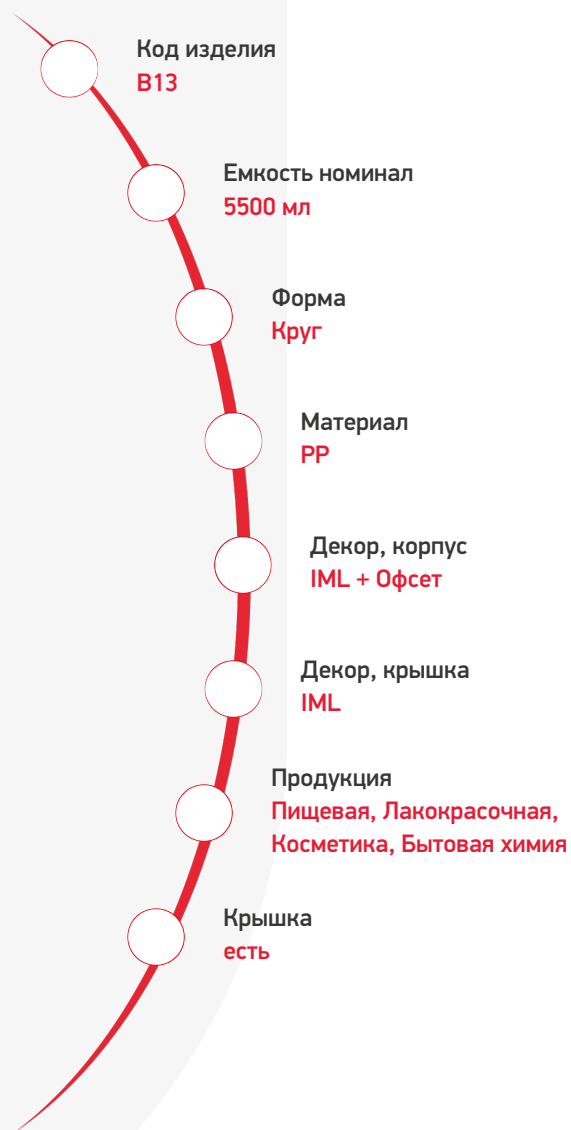 Код изделия
B13
Емкость номинал
5500 мл
Форма
Круг
Материал
PP
Декор, корпус
IML + Офсет
Декор, крышка
IML
Продукция
Пищевая, Лакокрасочная,
Косметика, Бытовая химия
Крышка
есть